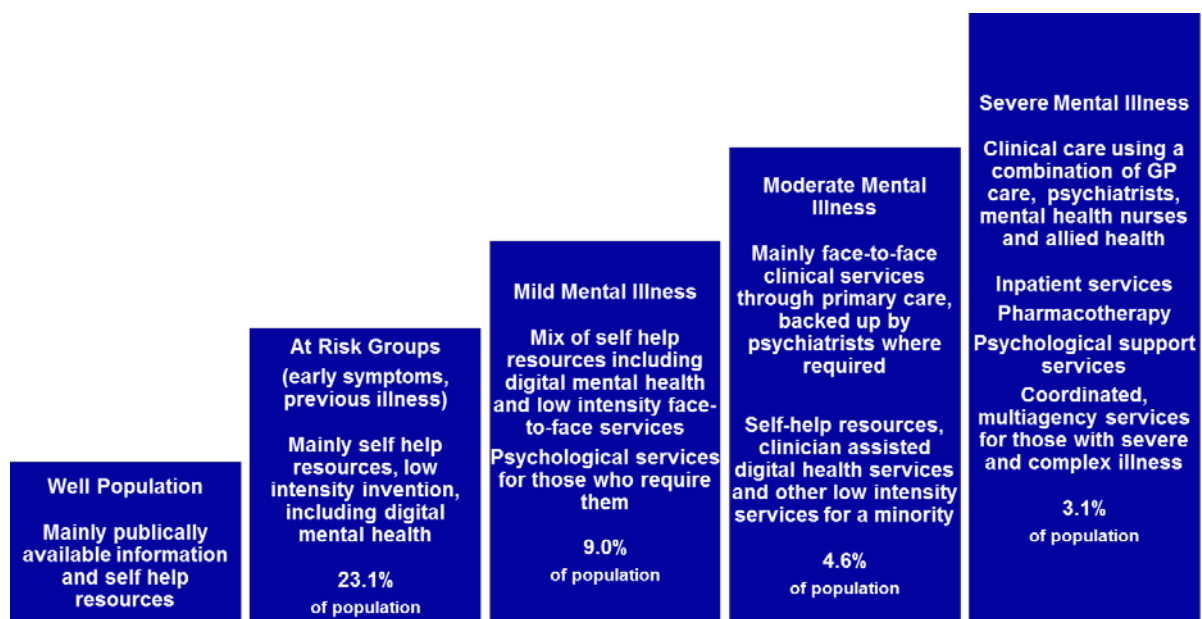 Well Population
Mainly publically
available information
and self help
resources
At Risk Groups
(early symptoms,
previous illness)
Mainly self help
resources, low
intensity invention,
including digital
mental health
23.1%
of population
Mild Mental Illness
Mix of self help
resources including
digital mental health
and low intensity face-
to-face services
Psychological services
for those who require
them
9.0%
of population
Moderate Mental
Illness
Mainly face-to-face
clinical services
through primary care,
backed up by
psychiatrists where
required
Self-help resources,
clinician assisted
digital health services
and other low intensity
services for a minority
4.6%
of population
Severe Mental Illness
Clinical care using a
combination of GP
care, psychiatrists,
mental health nurses
and allied health
Inpatient services
Pharmacotherapy
Psychological support
services
Coordinated,
multiagency services
for those with severe
and complex illness
3.1%
of population